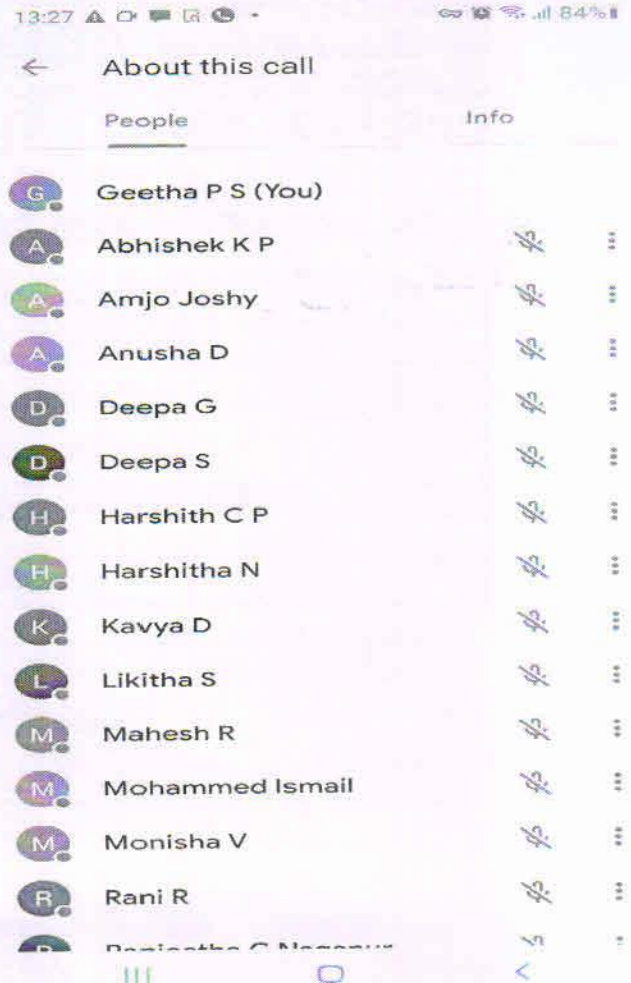 13:27 84%
About this call
People Info
G Geetha P S (You)
A Abhishek K P
A Amjo Joshy
A Anusha D
D Deepa G
D Deepa S
H Harshith C P
H Harshitha N
K Kavya D
L Likitha S
M Mahesh R
M Mohammed Ismail
M Monisha V
R Rani R